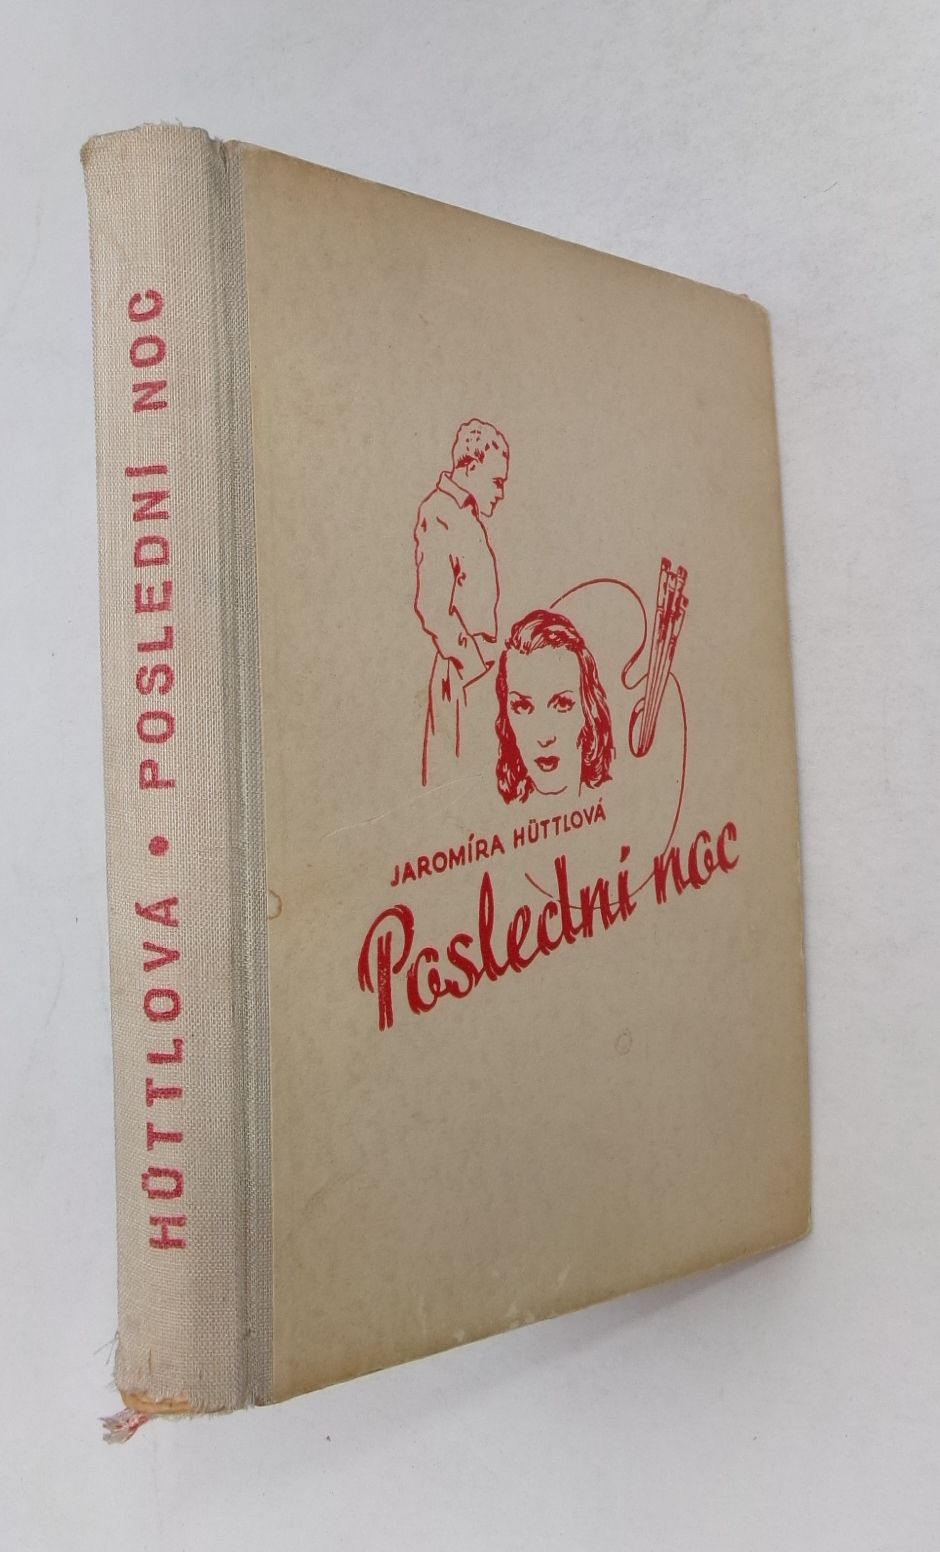 HÜTTLOVÁ • POSLEDNÍ NOC
JAROMÍRA HÜTTLOVÁ
Poslední noc